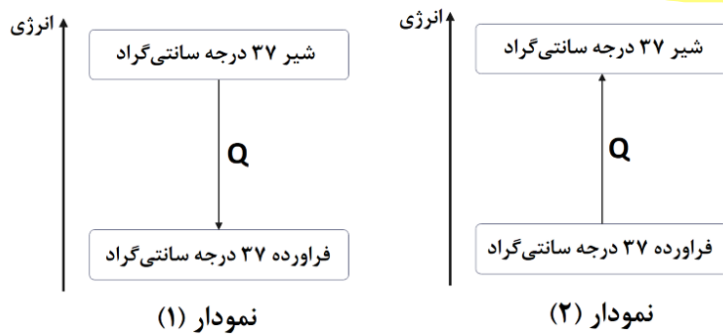 انرژی
شیر ۳۷ درجه سانتی‌گراد
Q
فراورده ۳۷ درجه سانتی‌گراد
نمودار (۱)
انرژی
شیر ۳۷ درجه سانتی‌گراد
Q
فراورده ۳۷ درجه سانتی‌گراد
نمودار (۲)